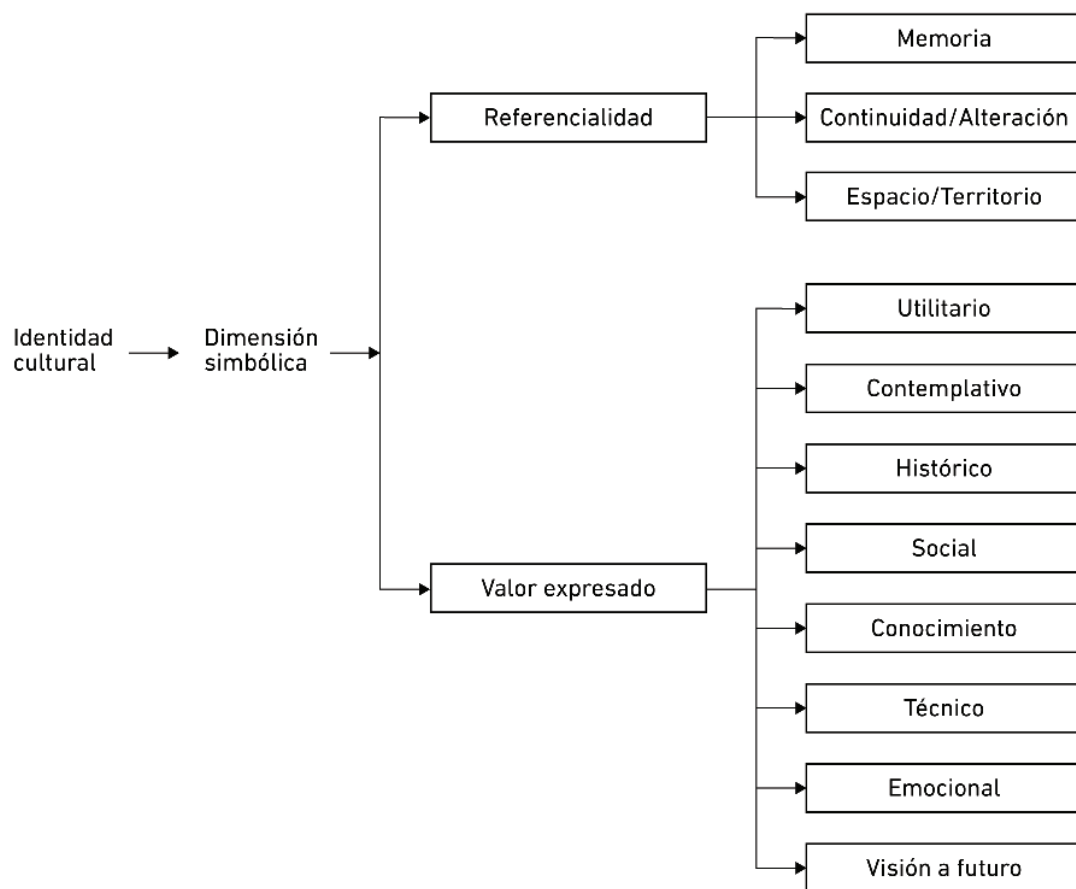 Identidad
cultural
Dimensión
simbólica
Referencialidad
Memoria
Continuidad/Alteración
Espacio/Territorio
Valor expresado
Utilitario
Contemplativo
Histórico
Social
Conocimiento
Técnico
Emocional
Visión a futuro